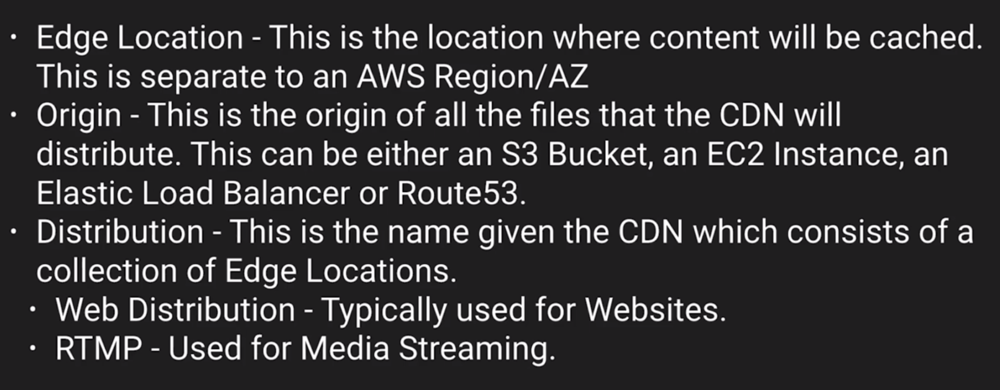 • Edge Location - This is the location where content will be cached.
This is separate to an AWS Region/AZ
• Origin - This is the origin of all the files that the CDN will
distribute. This can be either an S3 Bucket, an EC2 Instance, an
Elastic Load Balancer or Route53.
• Distribution - This is the name given the CDN which consists of a
collection of Edge Locations.
• Web Distribution - Typically used for Websites.
• RTMP - Used for Media Streaming.